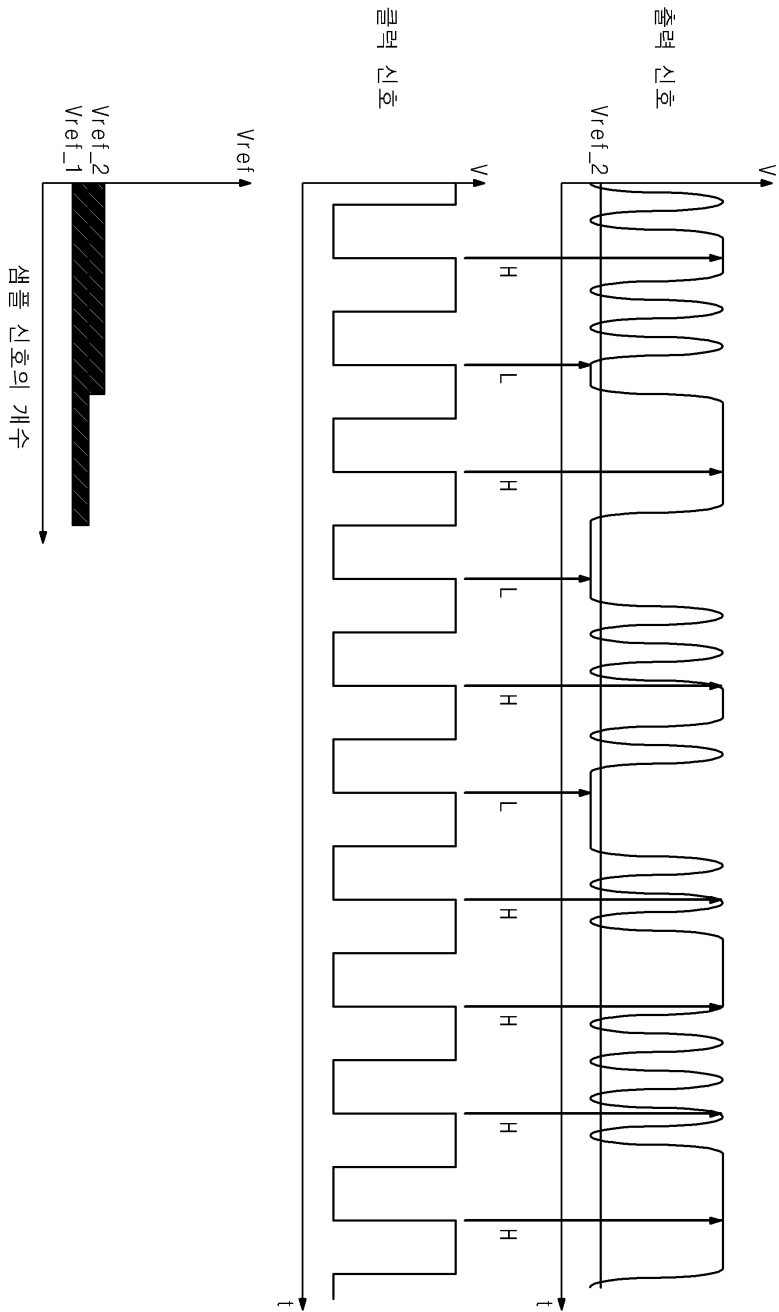 V
출력 신호
Vref_2
t
H L H L H L H H H H
V
클럭 신호
t
Vref
Vref_2
Vref_1
샘플 신호의 개수